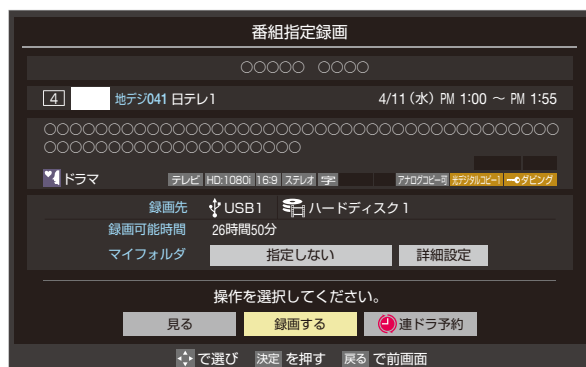 番組指定録画
○○○○○ ○○○○
4 地デジ041 日テレ1 4/11(水) PM 1:00 ～ PM 1:55
○○○○○○○○○○○○○○○○○○○○○○○○○○○○○○○○○○○○○○○○
○○○○○○○○○○○○○○○○○○○○
ドラマ テレビ HD:1080i 16:9 ステレオ 字 アナログコピー可 光デジタルコピー1 ダビング
録画先 USB1 ハードディスク1
録画可能時間 26時間50分
マイフォルダ 指定しない 詳細設定
操作を選択してください。
見る 録画する 連ドラ予約
で選び 決定 を押す 戻る で前画面